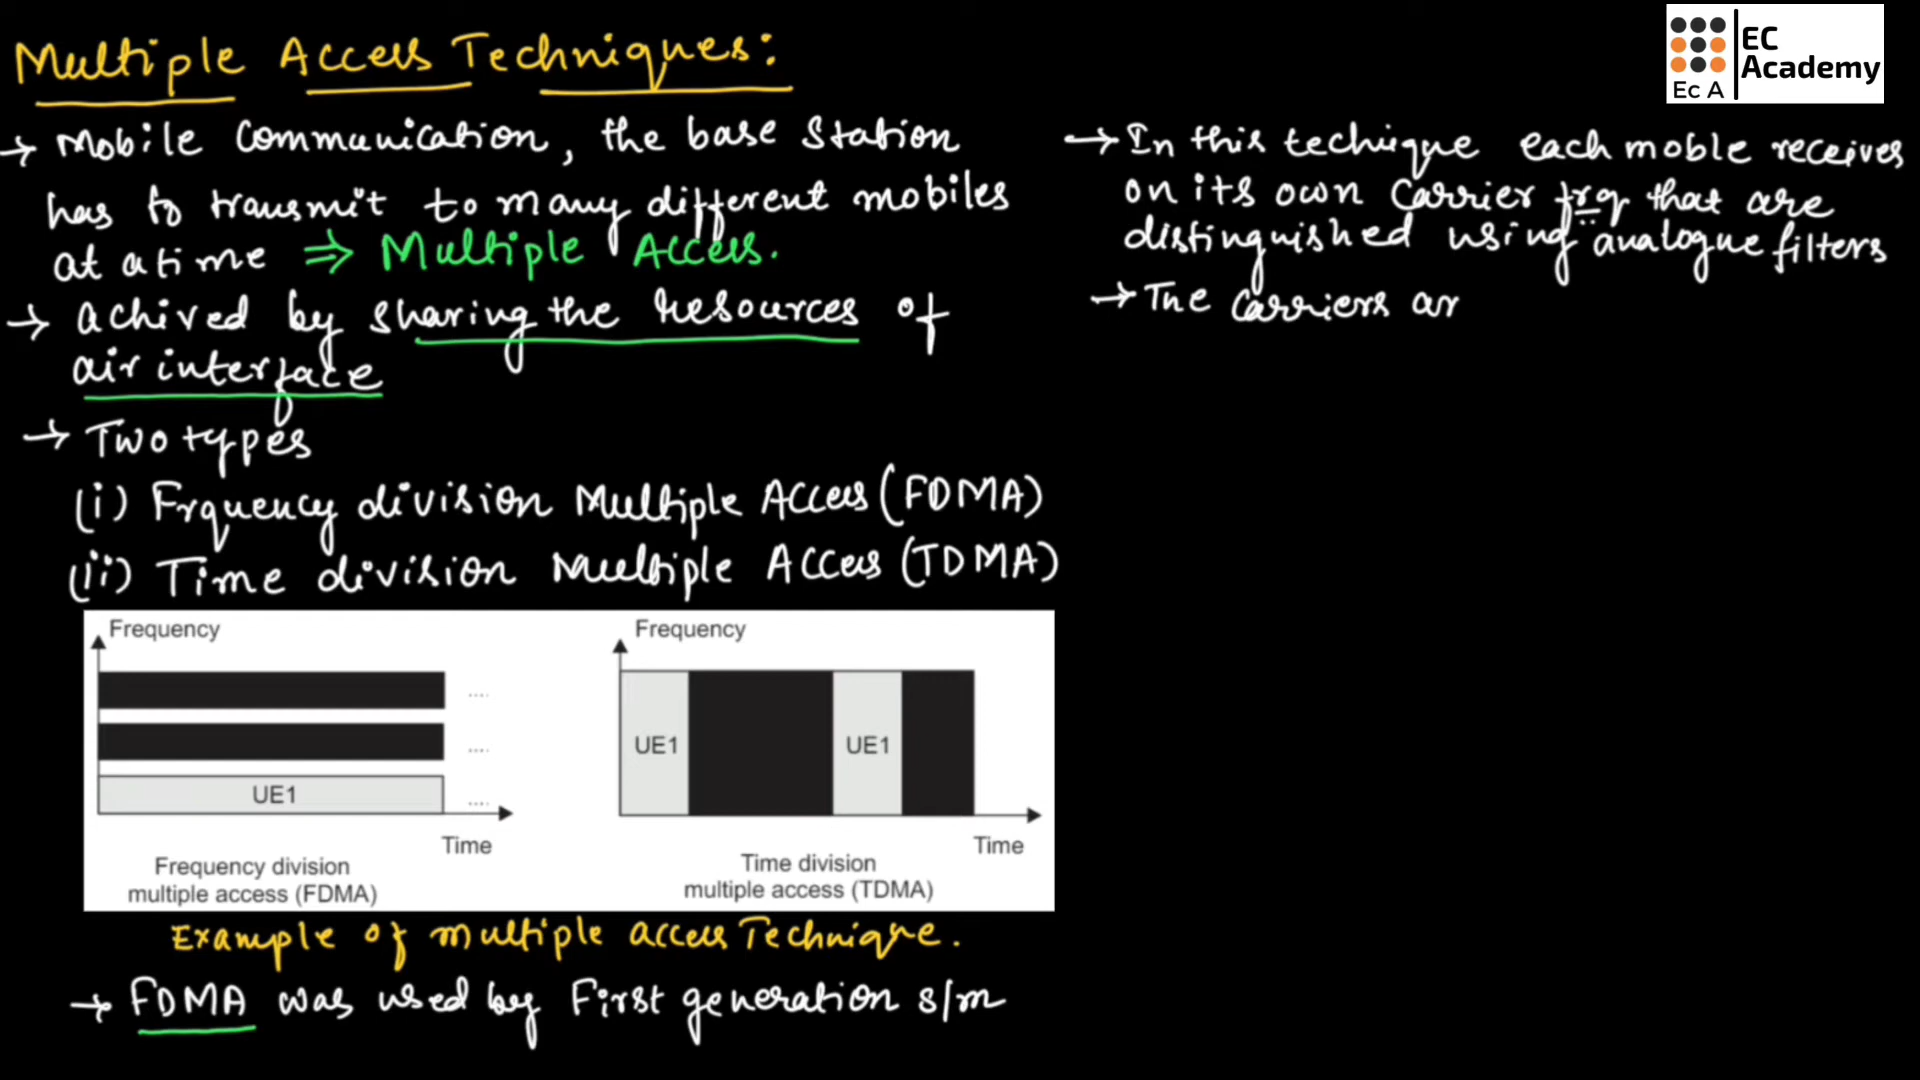 Multiple Access Techniques:
→ Mobile Communication, the base Station
has to transmit to many different mobiles
at a time ⇒ Multiple Access.
→ achived by sharing the resources of
air interface
→ Two types
(i) Frquency division Multiple Access (FDMA)
(ii) Time division Multiple Access (TDMA)
Frequency
....
....
UE1
....
Time
Frequency division
multiple access (FDMA)
Frequency
UE1
UE1
Time
Time division
multiple access (TDMA)
Example of multiple access Technique.
→ FDMA was used by First generation s/m
EC
Academy
Ec A
→ In this technique each moble receives
on its own Carrier frq that are
distinguished using analogue filters
→ The Carriers ar